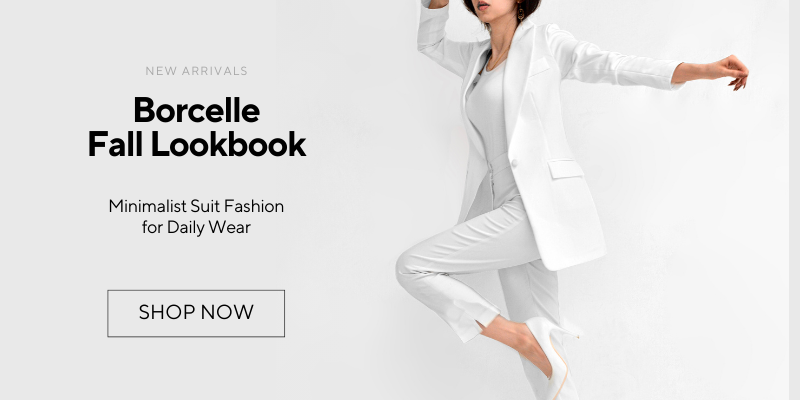 NEW ARRIVALS
Borcelle
Fall Lookbook
Minimalist Suit Fashion
for Daily Wear
SHOP NOW